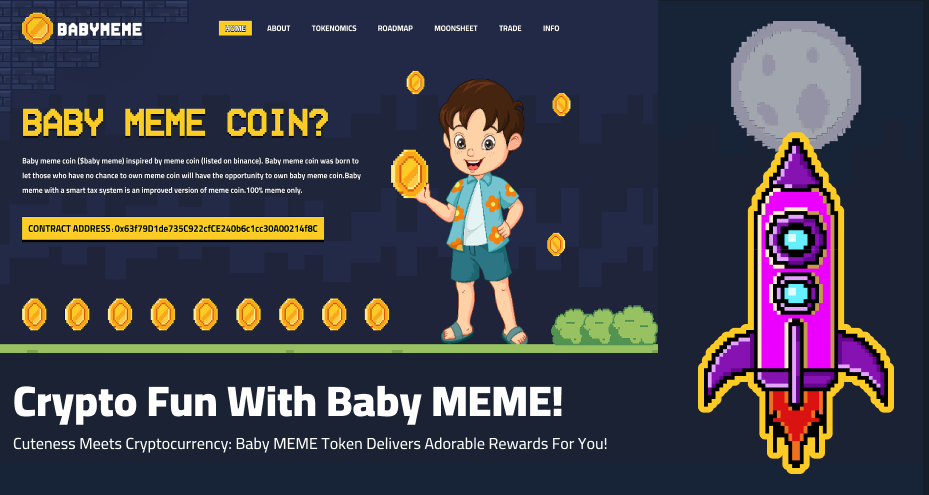 BABYMEME
HOME
ABOUT
TOKENOMICS
ROADMAP
MOONSHEET
TRADE
INFO
BABY MEME COIN?
Baby meme coin ($baby meme) inspired by meme coin (listed on binance). Baby meme coin was born to
let those who have no chance to own meme coin will have the opportunity to own baby meme coin.Baby
meme with a smart tax system is an improved version of meme coin.100% meme only.
CONTRACT ADDRESS : 0x63f79D1de735C922cfCE240b6c1cc30A00214f8C
Crypto Fun With Baby MEME!
Cuteness Meets Cryptocurrency: Baby MEME Token Delivers Adorable Rewards For You!